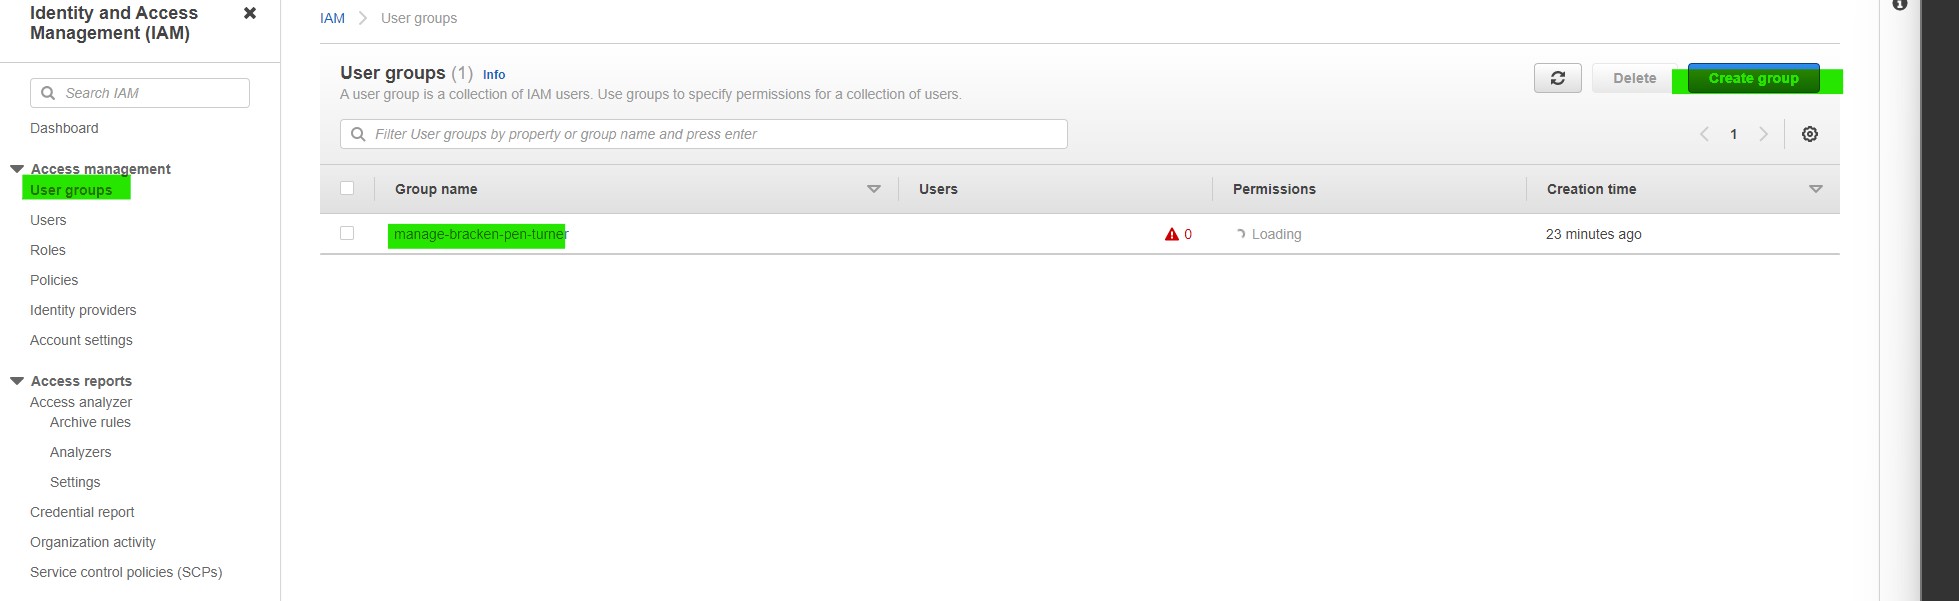 Identity and Access
Management (IAM)
Search IAM
Dashboard
Access management
User groups
Users
Roles
Policies
Identity providers
Account settings
Access reports
Access analyzer
Archive rules
Analyzers
Settings
Credential report
Organization activity
Service control policies (SCPs)
IAM User groups
User groups (1) Info
A user group is a collection of IAM users. Use groups to specify permissions for a collection of users.
Delete Create group
Filter User groups by property or group name and press enter
1
Group name Users Permissions Creation time
manage-bracken-pen-turner 0 Loading 23 minutes ago